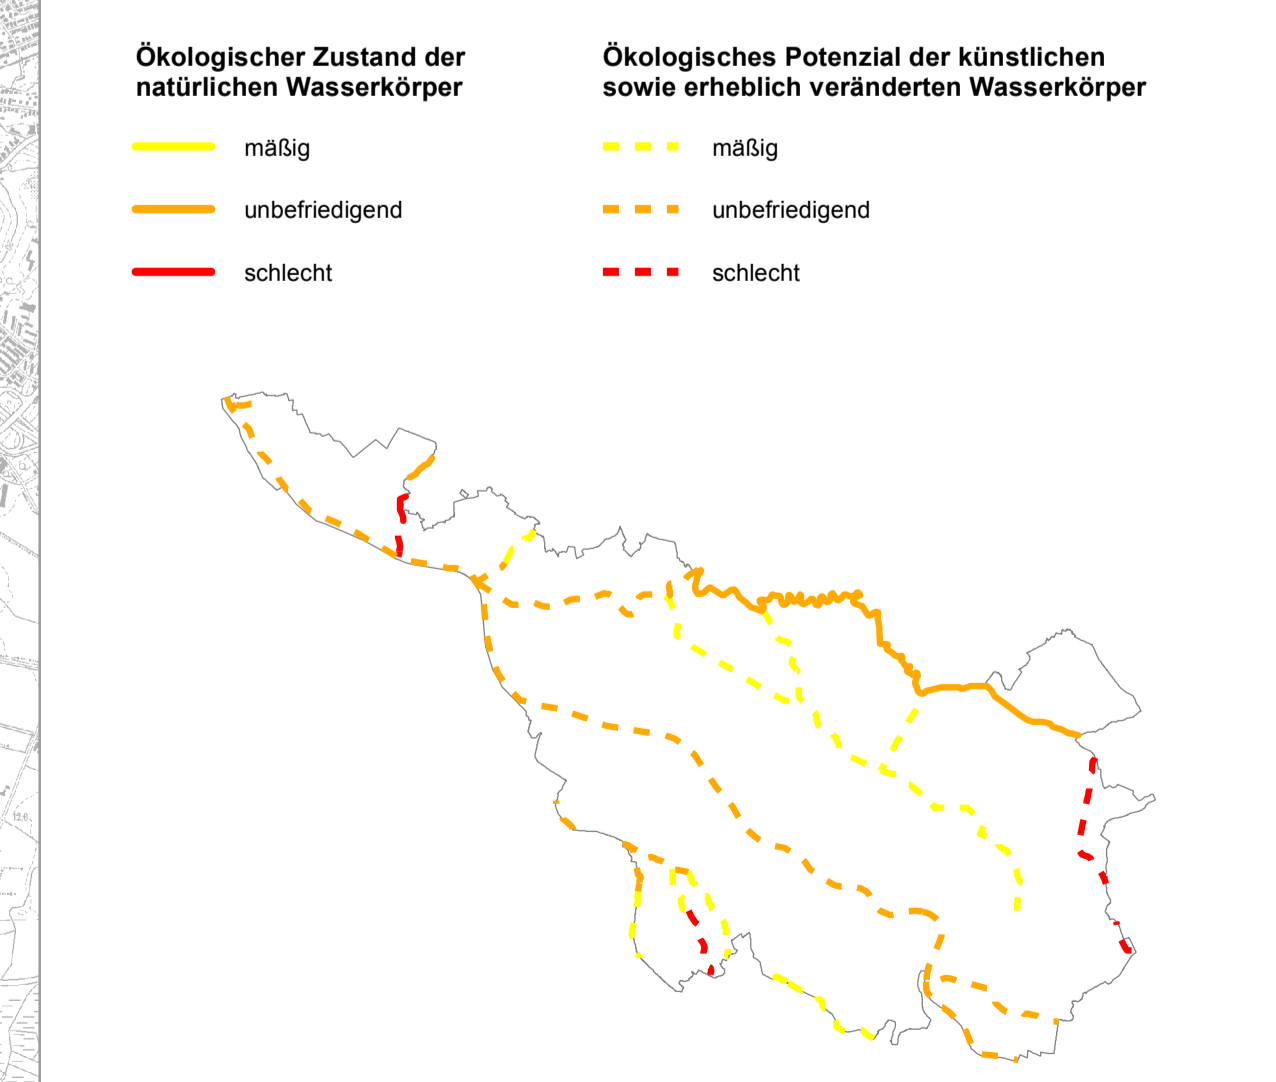 Ökologischer Zustand der
natürlichen Wasserkörper
mäßig
unbefriedigend
schlecht
Ökologisches Potenzial der künstlichen
sowie erheblich veränderten Wasserkörper
mäßig
unbefriedigend
schlecht